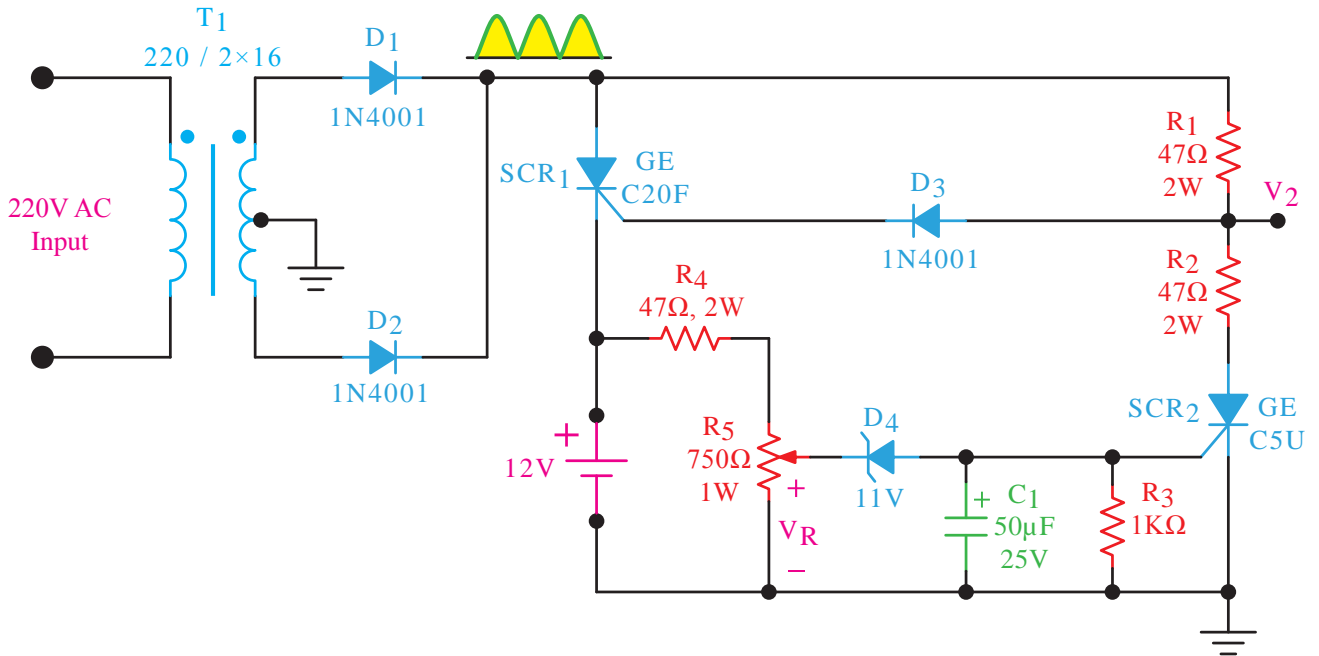 T1
220 / 2×16
D1
1N4001
220V AC
Input
SCR1
GE
C20F
D3
1N4001
R1
47Ω
2W
V2
R2
47Ω
2W
D2
1N4001
R4
47Ω, 2W
+
12V
R5
750Ω
1W
+
VR
−
D4
11V
+
C1
50µF
25V
R3
1KΩ
SCR2
GE
C5U